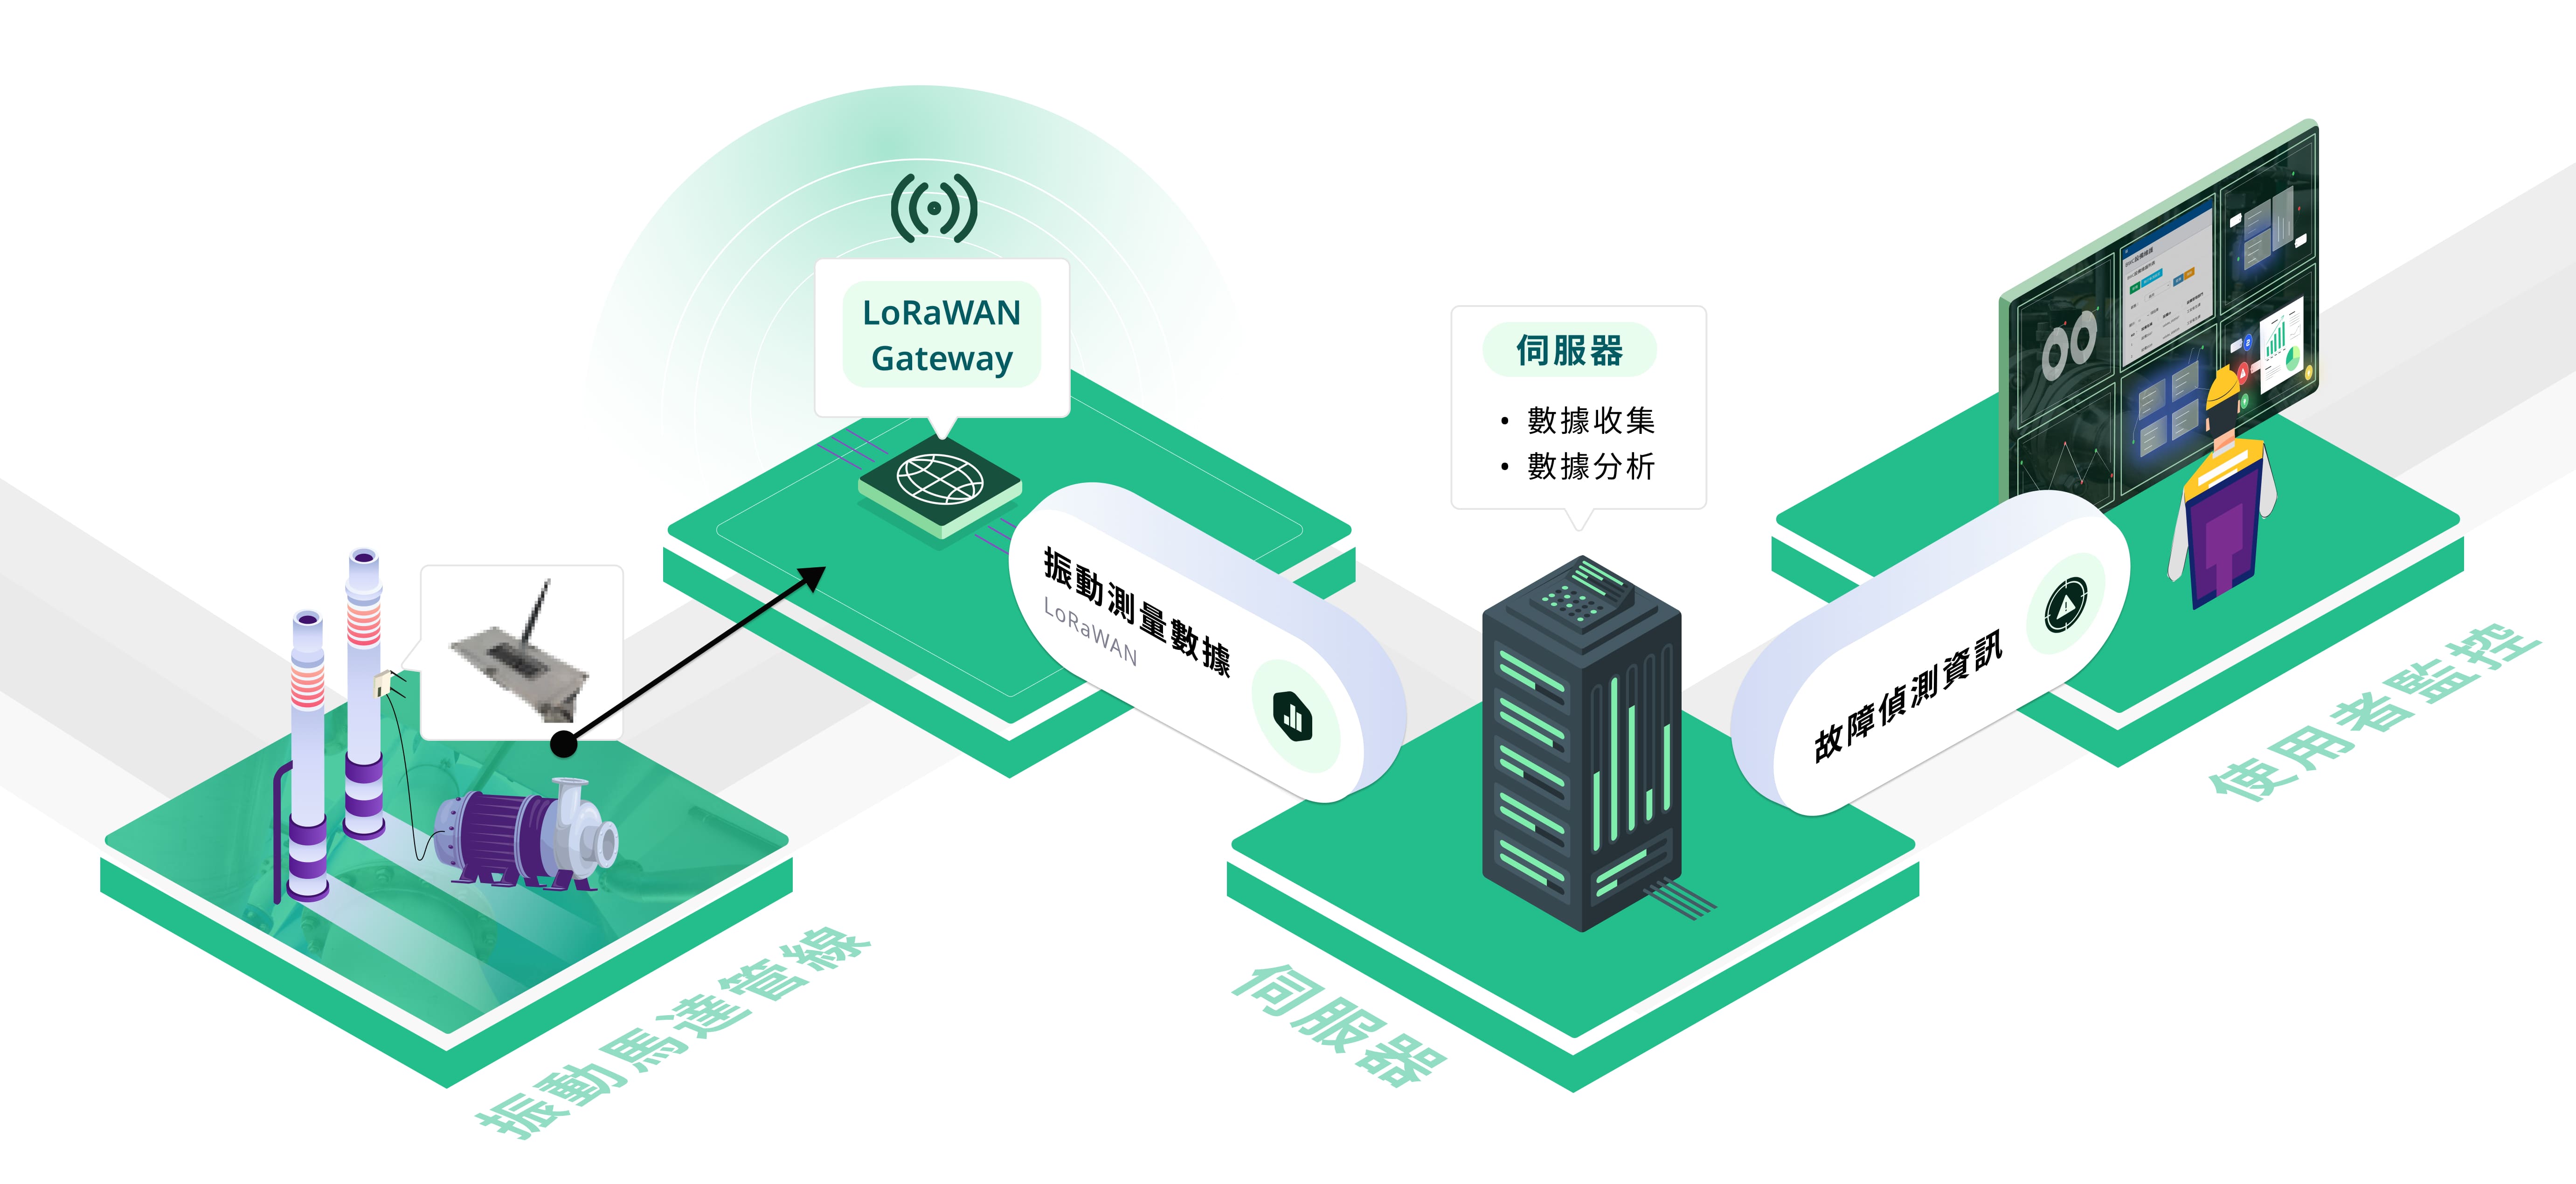 LoRaWAN
Gateway
伺服器
• 數據收集
• 數據分析
振動測量數據
LoRaWAN
故障偵測資訊
振動馬達管線
伺服器
使用者監控